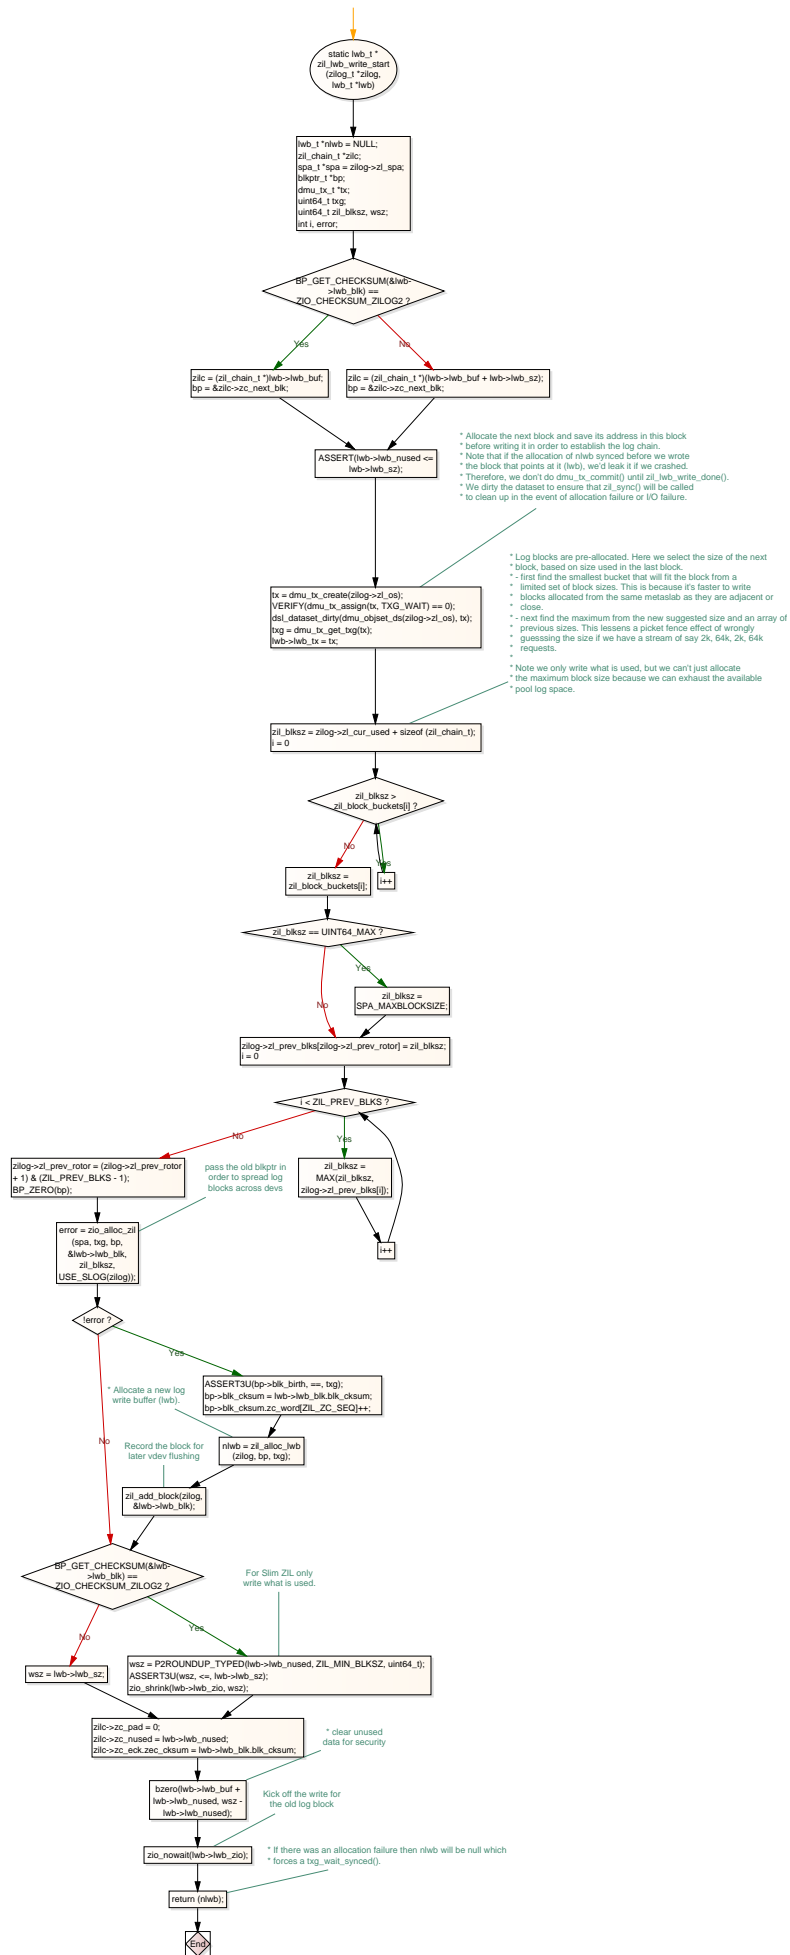 static lwb_t *
zil_lwb_write_start
(zilog_t *zilog,
lwb_t *lwb)
lwb_t *nlwb = NULL;
zil_chain_t *zilc;
spa_t *spa = zilog->zl_spa;
blkptr_t *bp;
dmu_tx_t *tx;
uint64_t txg;
uint64_t zil_blksz, wsz;
int i, error;
BP_GET_CHECKSUM(&lwb-
>lwb_blk) ==
ZIO_CHECKSUM_ZILOG2 ?
Yes
No
zilc = (zil_chain_t *)lwb->lwb_buf;
bp = &zilc->zc_next_blk;
zilc = (zil_chain_t *)(lwb->lwb_buf + lwb->lwb_sz);
bp = &zilc->zc_next_blk;
ASSERT(lwb->lwb_nused <=
lwb->lwb_sz);
* Allocate the next block and save its address in this block
* before writing it in order to establish the log chain.
* Note that if the allocation of nlwb synced before we wrote
* the block that points at it (lwb), we'd leak it if we crashed.
* Therefore, we don't do dmu_tx_commit() until zil_lwb_write_done().
* We dirty the dataset to ensure that zil_sync() will be called
* to clean up in the event of allocation failure or I/O failure.
tx = dmu_tx_create(zilog->zl_os);
VERIFY(dmu_tx_assign(tx, TXG_WAIT) == 0);
dsl_dataset_dirty(dmu_objset_ds(zilog->zl_os), tx);
txg = dmu_tx_get_txg(tx);
lwb->lwb_tx = tx;
* Log blocks are pre-allocated. Here we select the size of the next
* block, based on size used in the last block.
* - first find the smallest bucket that will fit the block from a
*   limited set of block sizes. This is because it's faster to write
*   blocks allocated from the same metaslab as they are adjacent or
*   close.
* - next find the maximum from the new suggested size and an array of
*   previous sizes. This lessens a picket fence effect of wrongly
*   guesssing the size if we have a stream of say 2k, 64k, 2k, 64k
*   requests.
*
* Note we only write what is used, but we can't just allocate
* the maximum block size because we can exhaust the available
* pool log space.
zil_blksz = zilog->zl_cur_used + sizeof (zil_chain_t);
i = 0
zil_blksz >
zil_block_buckets[i] ?
No
Yes
zil_blksz =
zil_block_buckets[i];
i++
zil_blksz == UINT64_MAX ?
Yes
No
zil_blksz =
SPA_MAXBLOCKSIZE;
zilog->zl_prev_blks[zilog->zl_prev_rotor] = zil_blksz;
i = 0
i < ZIL_PREV_BLKS ?
No
Yes
zilog->zl_prev_rotor = (zilog->zl_prev_rotor
+ 1) & (ZIL_PREV_BLKS - 1);
BP_ZERO(bp);
pass the old blkptr in
order to spread log
blocks across devs
zil_blksz =
MAX(zil_blksz,
zilog->zl_prev_blks[i]);
i++
error = zio_alloc_zil
(spa, txg, bp,
&lwb->lwb_blk,
zil_blksz,
USE_SLOG(zilog));
!error ?
Yes
No
ASSERT3U(bp->blk_birth, ==, txg);
bp->blk_cksum = lwb->lwb_blk.blk_cksum;
bp->blk_cksum.zc_word[ZIL_ZC_SEQ]++;
* Allocate a new log
write buffer (lwb).
nlwb = zil_alloc_lwb
(zilog, bp, txg);
Record the block for
later vdev flushing
zil_add_block(zilog,
&lwb->lwb_blk);
BP_GET_CHECKSUM(&lwb-
>lwb_blk) ==
ZIO_CHECKSUM_ZILOG2 ?
For Slim ZIL only
write what is used.
No
Yes
wsz = lwb->lwb_sz;
wsz = P2ROUNDUP_TYPED(lwb->lwb_nused, ZIL_MIN_BLKSZ, uint64_t);
ASSERT3U(wsz, <=, lwb->lwb_sz);
zio_shrink(lwb->lwb_zio, wsz);
zilc->zc_pad = 0;
zilc->zc_nused = lwb->lwb_nused;
zilc->zc_eck.zec_cksum = lwb->lwb_blk.blk_cksum;
* clear unused
data for security
bzero(lwb->lwb_buf +
lwb->lwb_nused, wsz -
lwb->lwb_nused);
Kick off the write for
the old log block
zio_nowait(lwb->lwb_zio);
* If there was an allocation failure then nlwb will be null which
* forces a txg_wait_synced().
return (nlwb);
End